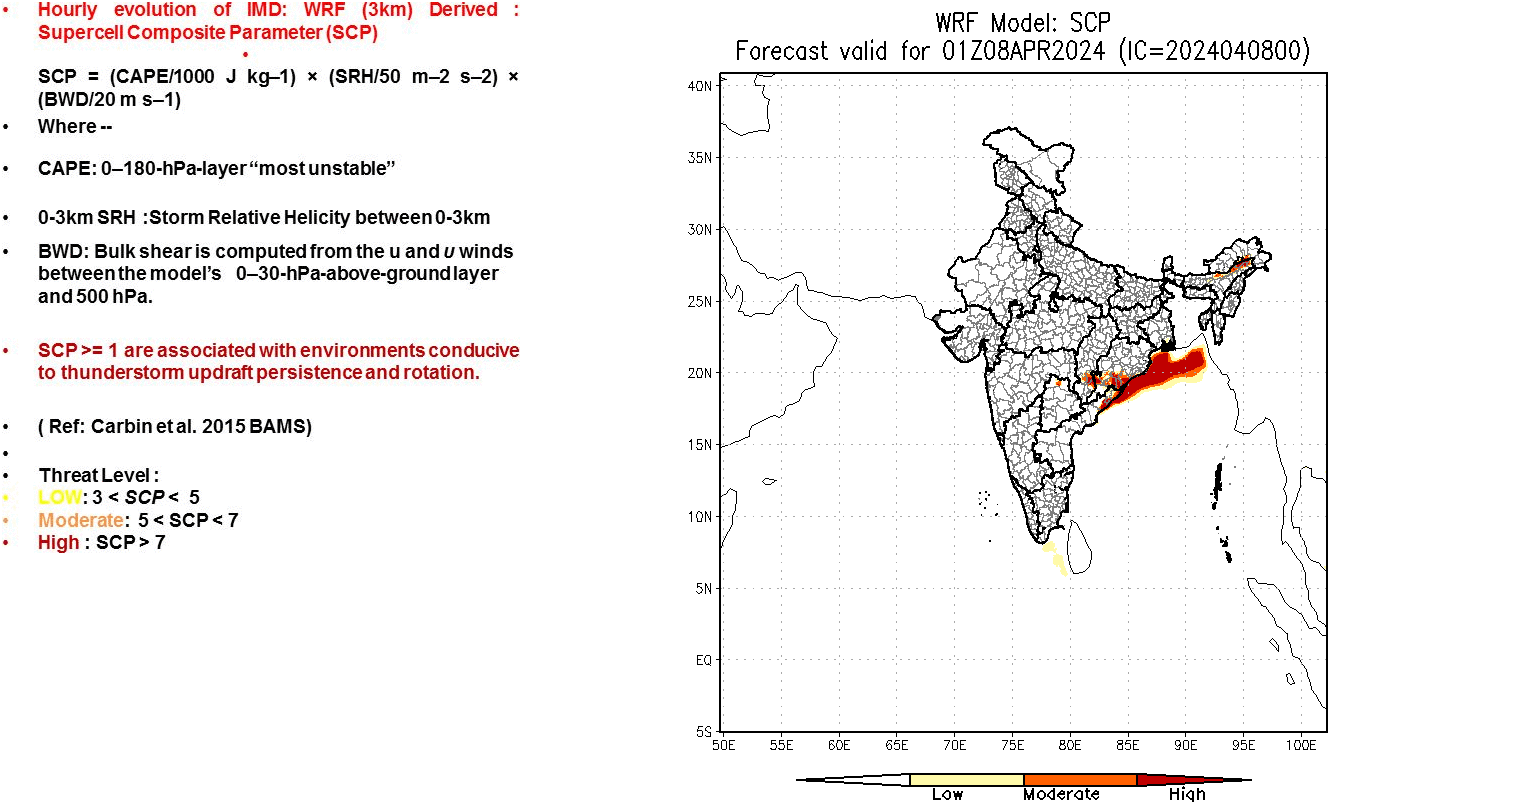 • Hourly evolution of IMD: WRF (3km) Derived :
Supercell Composite Parameter (SCP)
•
SCP = (CAPE/1000 J kg–1) × (SRH/50 m–2 s–2) ×
(BWD/20 m s–1)
• Where --
• CAPE: 0–180-hPa-layer “most unstable”
• 0-3km SRH :Storm Relative Helicity between 0-3km
• BWD: Bulk shear is computed from the u and υ winds
between the model’s 0–30-hPa-above-ground layer
and 500 hPa.
• SCP >= 1 are associated with environments conducive
to thunderstorm updraft persistence and rotation.
• ( Ref: Carbin et al. 2015 BAMS)
•
• Threat Level :
• LOW: 3 < SCP < 5
• Moderate: 5 < SCP < 7
• High : SCP > 7
WRF Model: SCP
Forecast valid for 01Z08APR2024 (IC=2024040800)
40N
35N
30N
25N
20N
15N
10N
5N
EQ
5S
50E 55E 60E 65E 70E 75E 80E 85E 90E 95E 100E
Low Moderate High